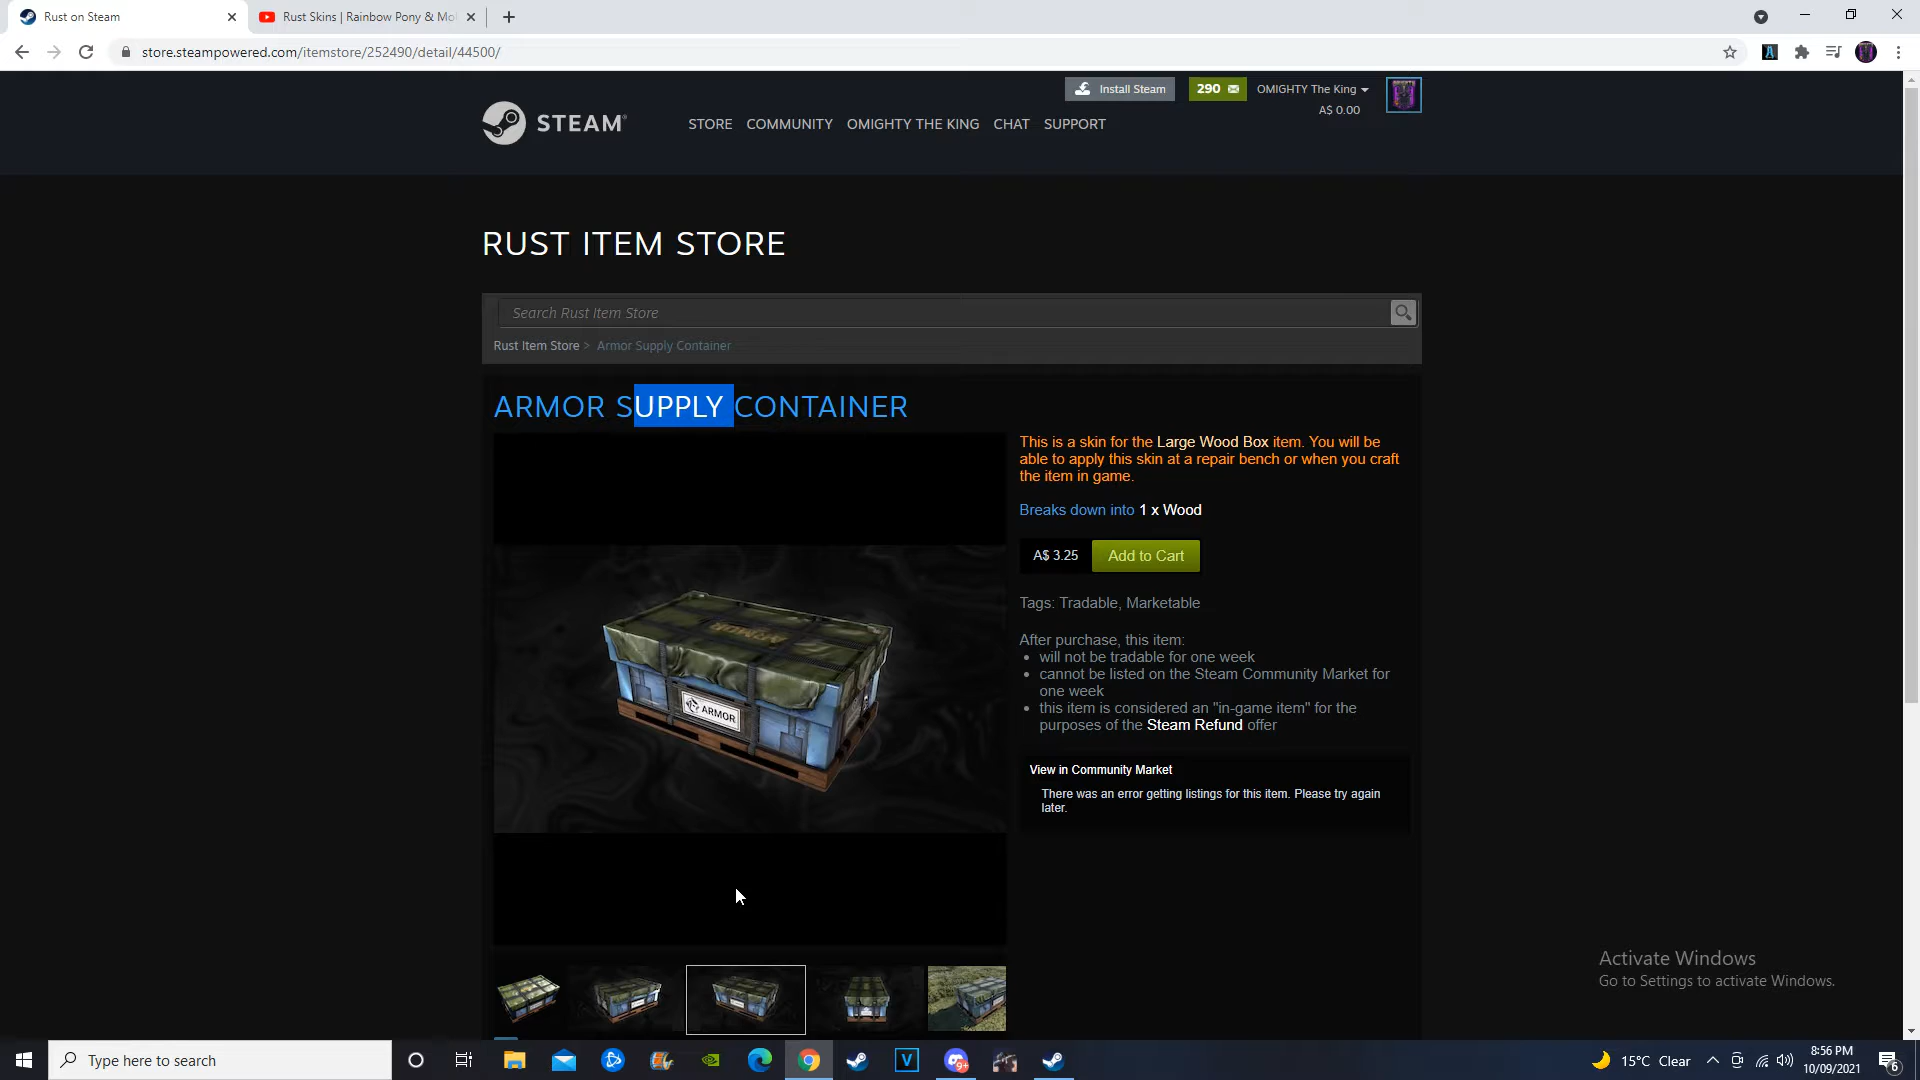 Rust on Steam
Rust Skins | Rainbow Pony & Mo
store.steampowered.com/itemstore/252490/detail/44500/
Install Steam
290
OMIGHTY The King
A$ 0.00
STEAM
STORE COMMUNITY OMIGHTY THE KING CHAT SUPPORT
RUST ITEM STORE
Search Rust Item Store
Rust Item Store > Armor Supply Container
ARMOR SUPPLY CONTAINER
This is a skin for the Large Wood Box item. You will be
able to apply this skin at a repair bench or when you craft
the item in game.
Breaks down into 1 x Wood
A$ 3.25
Add to Cart
Tags: Tradable, Marketable
After purchase, this item:
will not be tradable for one week
cannot be listed on the Steam Community Market for
one week
this item is considered an "in-game item" for the
purposes of the Steam Refund offer
ARMOR
View in Community Market
There was an error getting listings for this item. Please try again
later.
Activate Windows
Go to Settings to activate Windows.
Type here to search
V
9+
15°C Clear
8:56 PM
10/09/2021
6